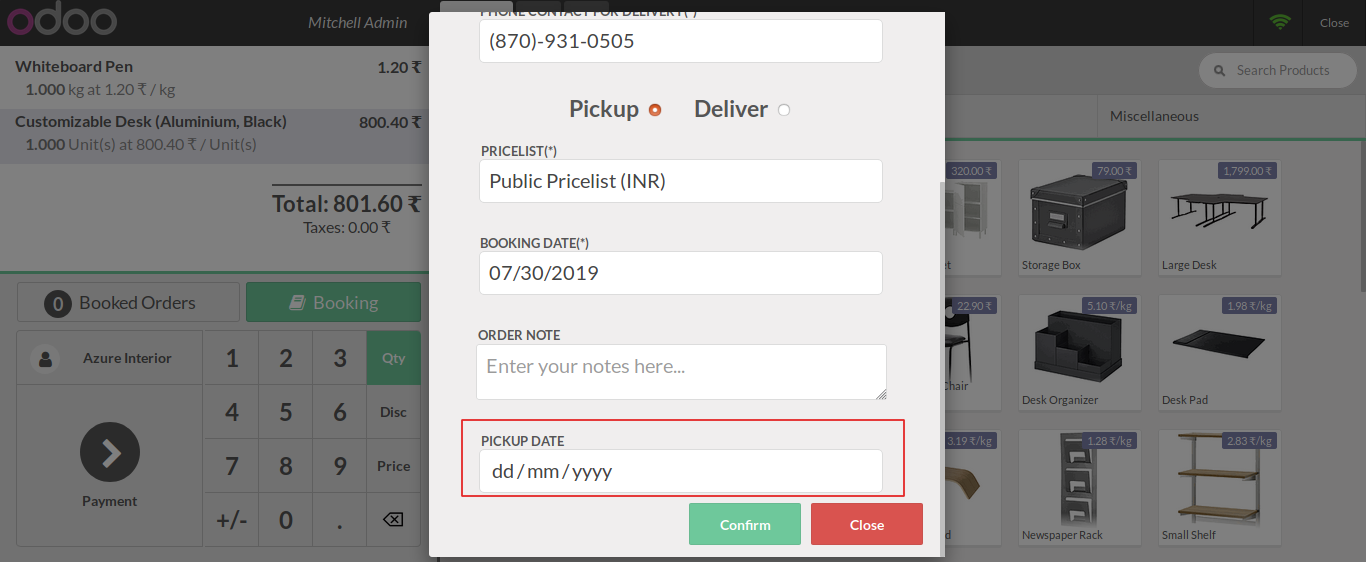 odoo
Mitchell Admin
Close
Whiteboard Pen
1.20 ₹
1.000 kg at 1.20 ₹ / kg
Customizable Desk (Aluminium, Black)
800.40 ₹
1.000 Unit(s) at 800.40 ₹ / Unit(s)
Total: 801.60 ₹
Taxes: 0.00 ₹
0 Booked Orders
Booking
Azure Interior
1 2 3 Qty
4 5 6 Disc
7 8 9 Price
+/- 0 .
Payment
PHONE CONTACT FOR DELIVERY(*)
(870)-931-0505
Pickup
Deliver
PRICELIST(*)
Public Pricelist (INR)
BOOKING DATE(*)
07/30/2019
ORDER NOTE
Enter your notes here...
PICKUP DATE
dd/mm/yyyy
Confirm
Close
Search Products
Miscellaneous
320.00 ₹
79.00 ₹
Storage Box
1,799.00 ₹
Large Desk
22.90 ₹
Chair
5.10 ₹/kg
Desk Organizer
1.98 ₹/kg
Desk Pad
3.19 ₹/kg
1.28 ₹/kg
Newspaper Rack
2.83 ₹/kg
Small Shelf